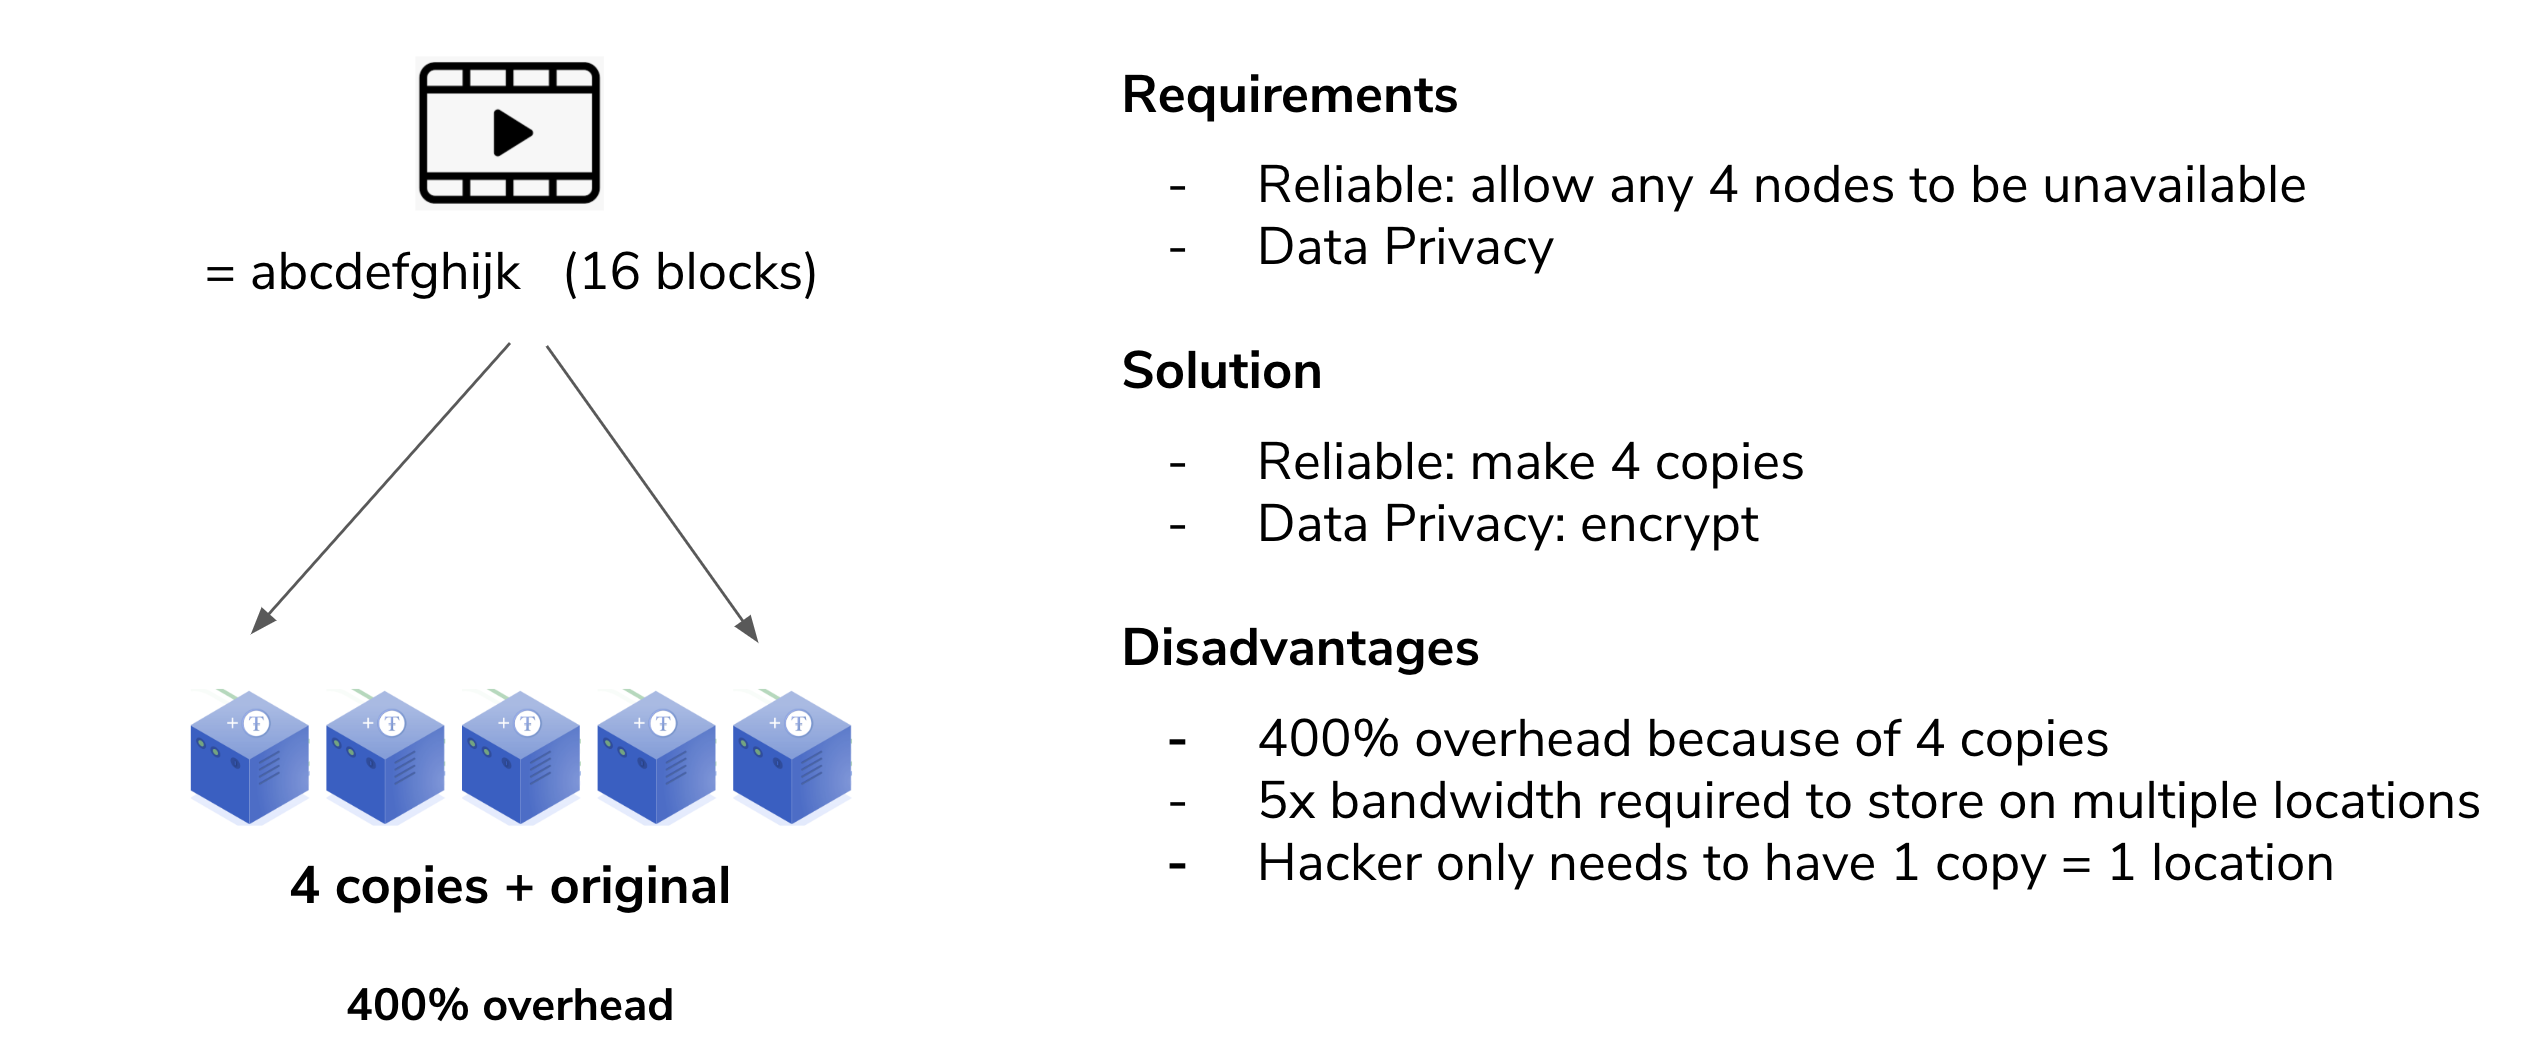 = abcdefghijk (16 blocks)
+ Ŧ + Ŧ + Ŧ + Ŧ + Ŧ
4 copies + original
400% overhead
Requirements
- Reliable: allow any 4 nodes to be unavailable
- Data Privacy
Solution
- Reliable: make 4 copies
- Data Privacy: encrypt
Disadvantages
- 400% overhead because of 4 copies
- 5x bandwidth required to store on multiple locations
- Hacker only needs to have 1 copy = 1 location